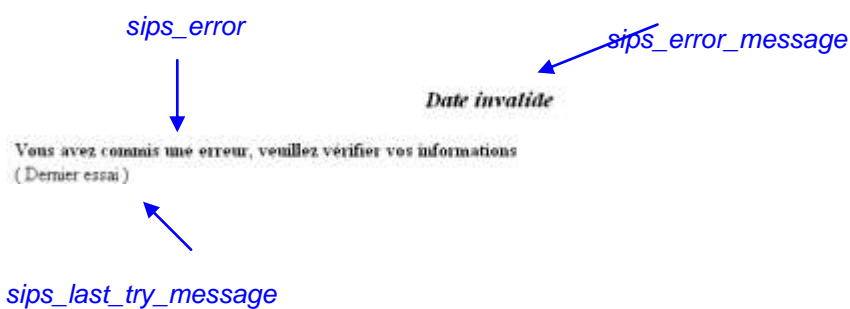 sips_error
sips_error_message
Date invalide
Vous avez commis une erreur, veuillez vérifier vos informations
( Dernier essai )
sips_last_try_message